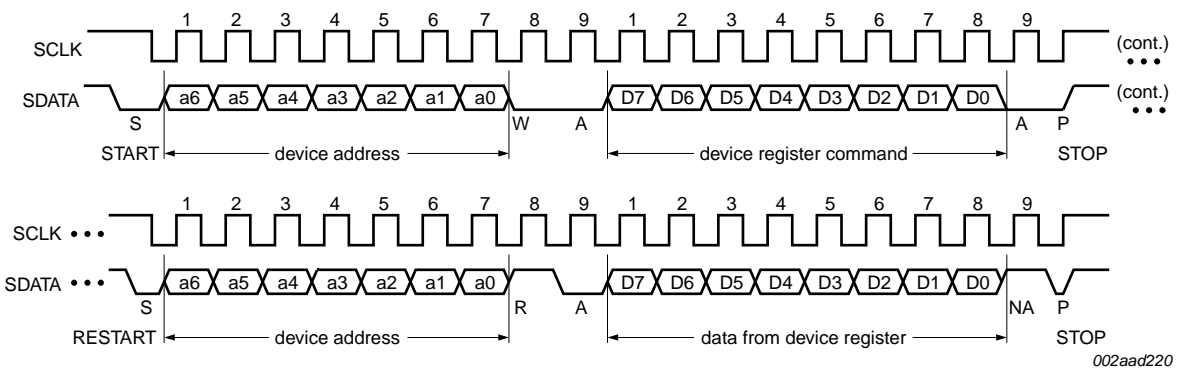 1 2 3 4 5 6 7 8 9 1 2 3 4 5 6 7 8 9
SCLK (cont.)
SDATA a6 a5 a4 a3 a2 a1 a0 D7 D6 D5 D4 D3 D2 D1 D0 (cont.)
S W A A P
START device address device register command STOP
1 2 3 4 5 6 7 8 9 1 2 3 4 5 6 7 8 9
SCLK
SDATA a6 a5 a4 a3 a2 a1 a0 D7 D6 D5 D4 D3 D2 D1 D0
S R A NA P
RESTART device address data from device register STOP
002aad220